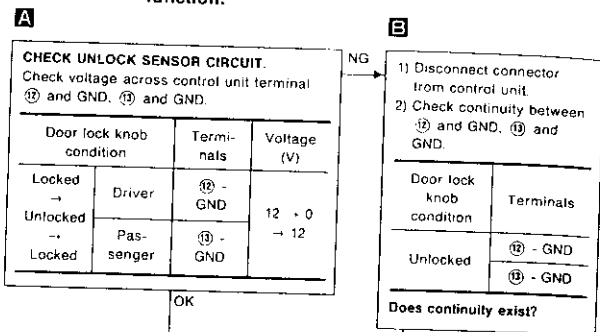 function.
A
CHECK UNLOCK SENSOR CIRCUIT.
Check voltage across control unit terminal
⑫ and GND, ⑬ and GND.
Door lock knob condition
Termi-nals
Voltage (V)
Locked → Unlocked → Locked
Driver
⑫ - GND
12 → 0 → 12
Pas-senger
⑬ - GND
OK
NG
B
1) Disconnect connector
from control unit.
2) Check continuity between
⑫ and GND, ⑬ and
GND.
Door lock knob condition
Terminals
Unlocked
⑫ - GND
⑬ - GND
Does continuity exist?